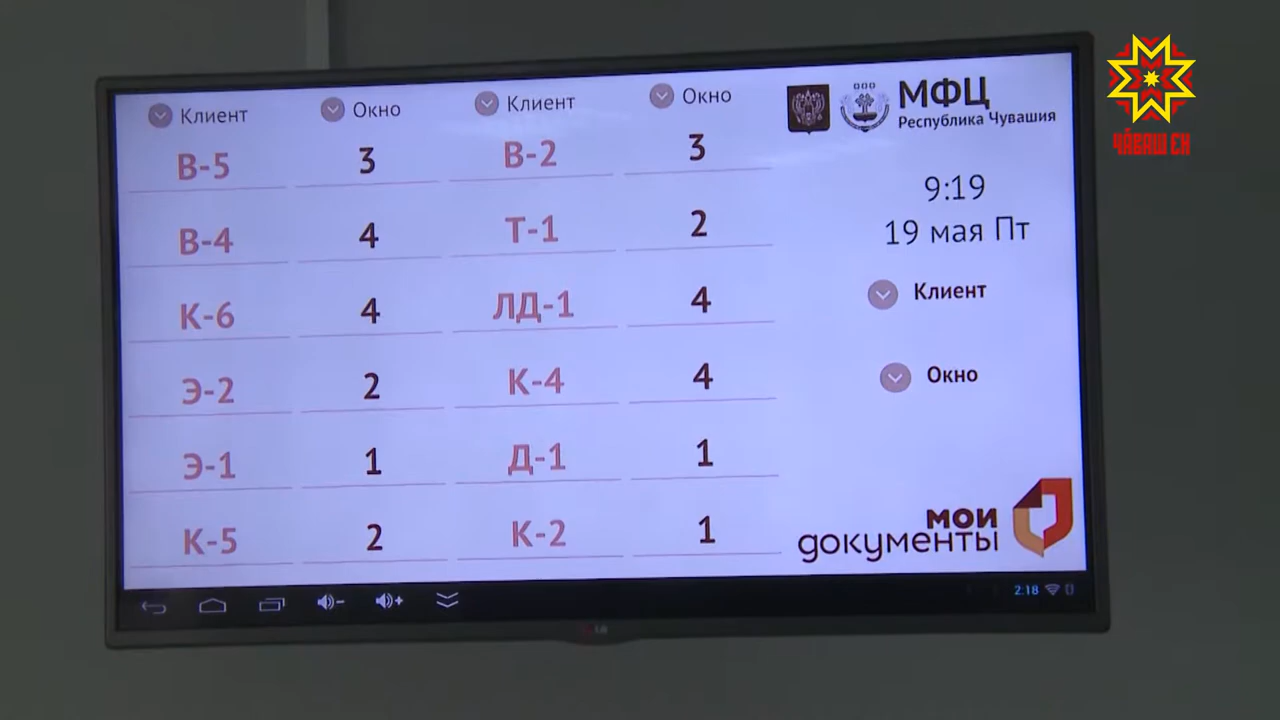 Клиент Окно Клиент Окно
В-5 3 В-2 3
В-4 4 Т-1 2
К-6 4 ЛД-1 4
Э-2 2 К-4 4
Э-1 1 Д-1 1
К-5 2 К-2 1
МФЦ
Республика Чувашия
9:19
19 мая Пт
Клиент
Окно
мои
документы
2:18
LG
ЧӐВАШ ЕН